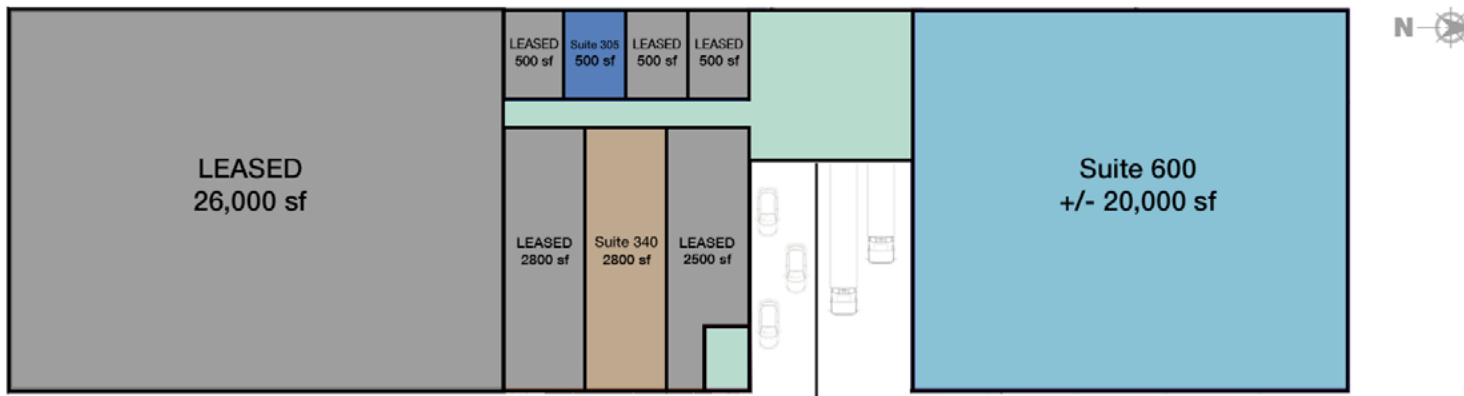 LEASED
26,000 sf
LEASED
500 sf
Suite 305
500 sf
LEASED
500 sf
LEASED
500 sf
LEASED
2800 sf
Suite 340
2800 sf
LEASED
2500 sf
Suite 600
+/- 20,000 sf
N